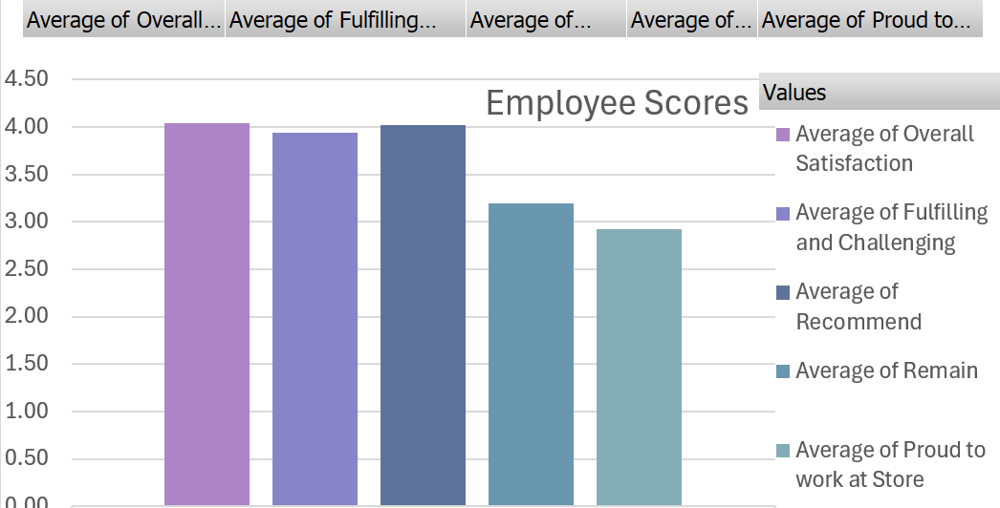 Average of Overall...
Average of Fulfilling...
Average of...
Average of...
Average of Proud to...
Employee Scores
4.50
4.00
3.50
3.00
2.50
2.00
1.50
1.00
0.50
0.00
Values
Average of Overall
Satisfaction
Average of Fulfilling
and Challenging
Average of
Recommend
Average of Remain
Average of Proud to
work at Store